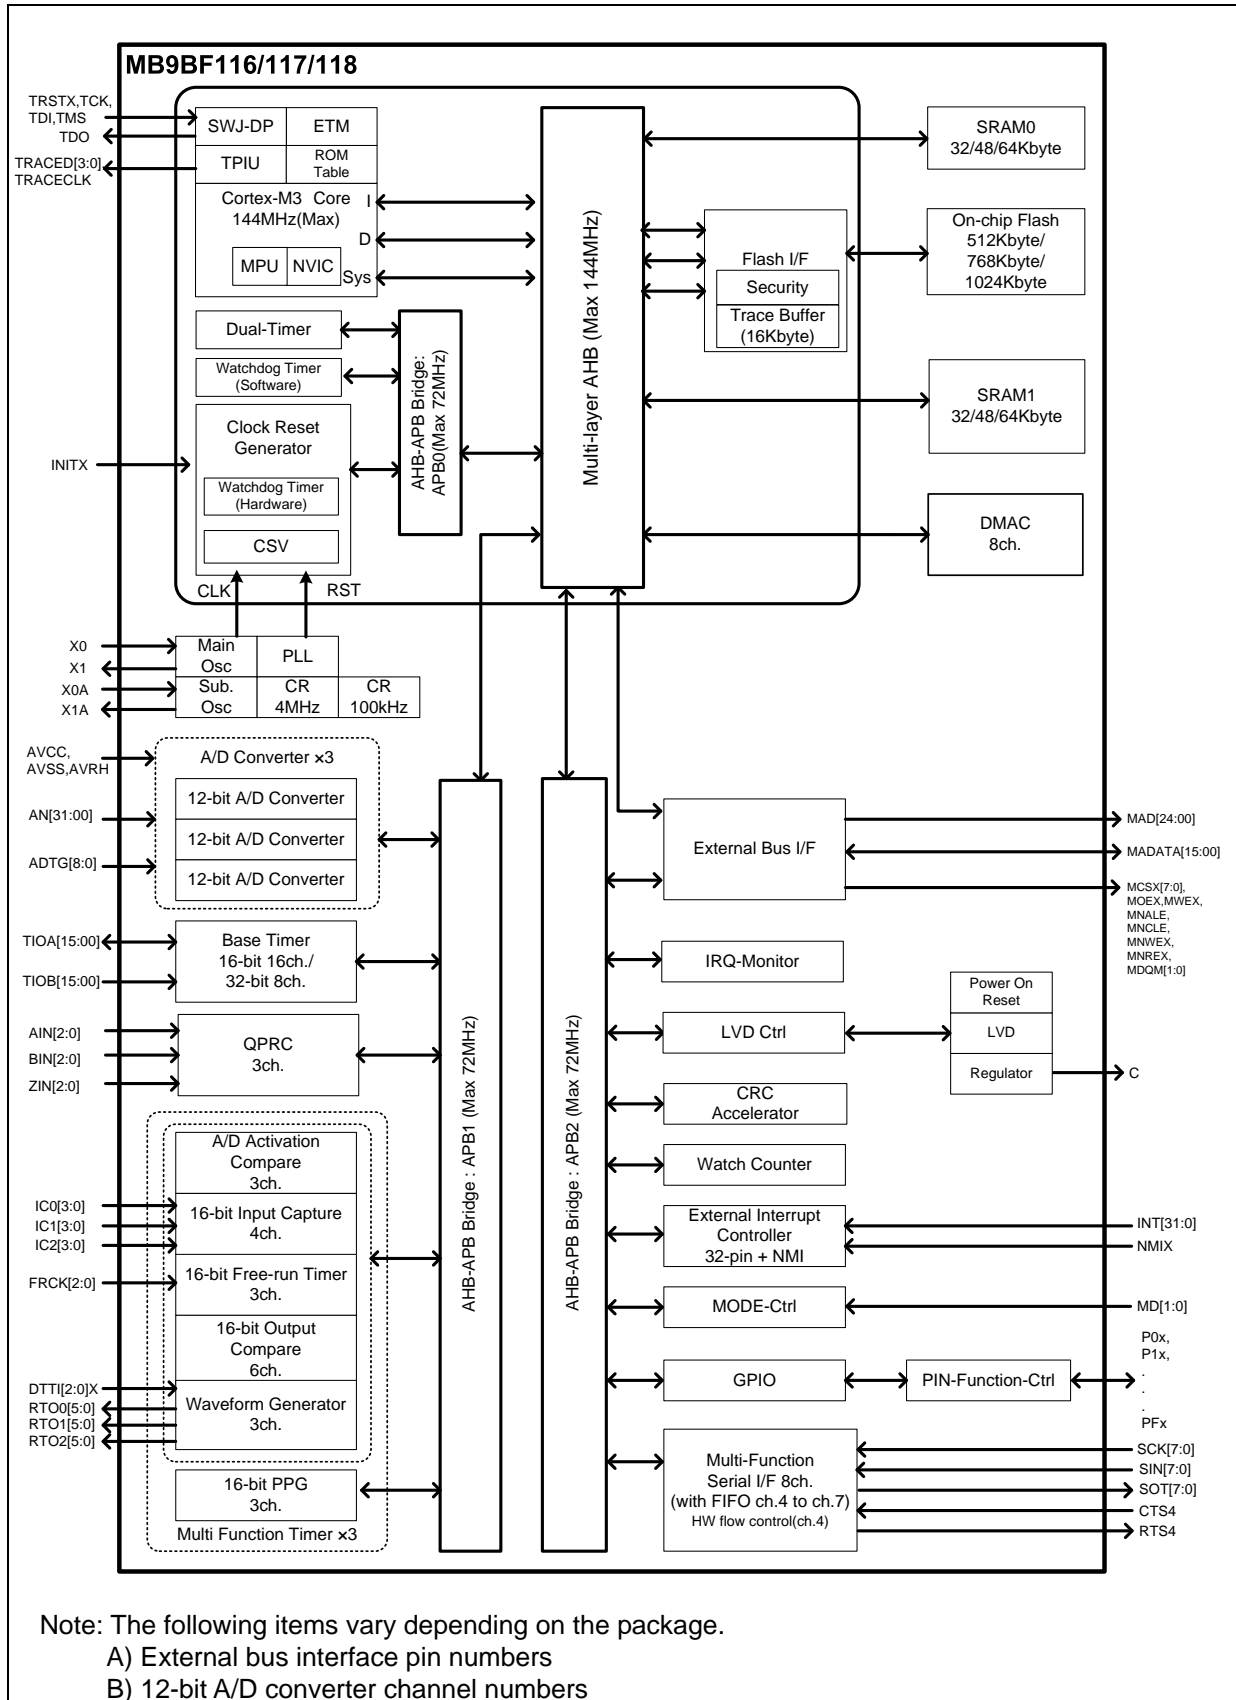 MB9BF116/117/118
TRSTX,TCK,
TDI,TMS
TDO
TRACED[3:0]
TRACECLK
SWJ-DP
ETM
TPIU
ROM
Table
Cortex-M3 Core
144MHz(Max)
I
D
Sys
MPU
NVIC
Dual-Timer
Watchdog Timer
(Software)
Clock Reset
Generator
Watchdog Timer
(Hardware)
CSV
INITX
CLK
RST
AHB-APB Bridge:
APB0(Max 72MHz)
Multi-layer AHB (Max 144MHz)
Flash I/F
Security
Trace Buffer
(16Kbyte)
SRAM0
32/48/64Kbyte
On-chip Flash
512Kbyte/
768Kbyte/
1024Kbyte
SRAM1
32/48/64Kbyte
DMAC
8ch.
X0
X1
X0A
X1A
Main
Osc
PLL
Sub.
Osc
CR
4MHz
CR
100kHz
AVCC,
AVSS,AVRH
AN[31:00]
ADTG[8:0]
A/D Converter ×3
12-bit A/D Converter
12-bit A/D Converter
12-bit A/D Converter
TIOA[15:00]
TIOB[15:00]
Base Timer
16-bit 16ch./
32-bit 8ch.
AIN[2:0]
BIN[2:0]
ZIN[2:0]
QPRC
3ch.
A/D Activation
Compare
3ch.
IC0[3:0]
IC1[3:0]
IC2[3:0]
16-bit Input Capture
4ch.
FRCK[2:0]
16-bit Free-run Timer
3ch.
16-bit Output
Compare
6ch.
DTTI[2:0]X
RTO0[5:0]
RTO1[5:0]
RTO2[5:0]
Waveform Generator
3ch.
16-bit PPG
3ch.
Multi Function Timer ×3
AHB-APB Bridge : APB1 (Max 72MHz)
AHB-APB Bridge : APB2 (Max 72MHz)
External Bus I/F
MAD[24:00]
MADATA[15:00]
MCSX[7:0],
MOEX,MWEX,
MNALE,
MNCLE,
MNWEX,
MNREX,
MDQM[1:0]
IRQ-Monitor
LVD Ctrl
Power On
Reset
LVD
Regulator
C
CRC
Accelerator
Watch Counter
External Interrupt
Controller
32-pin + NMI
INT[31:0]
NMIX
MODE-Ctrl
MD[1:0]
GPIO
PIN-Function-Ctrl
P0x,
P1x,
.
.
.
PFx
Multi-Function
Serial I/F 8ch.
(with FIFO ch.4 to ch.7)
HW flow control(ch.4)
SCK[7:0]
SIN[7:0]
SOT[7:0]
CTS4
RTS4
Note: The following items vary depending on the package.
A) External bus interface pin numbers
B) 12-bit A/D converter channel numbers